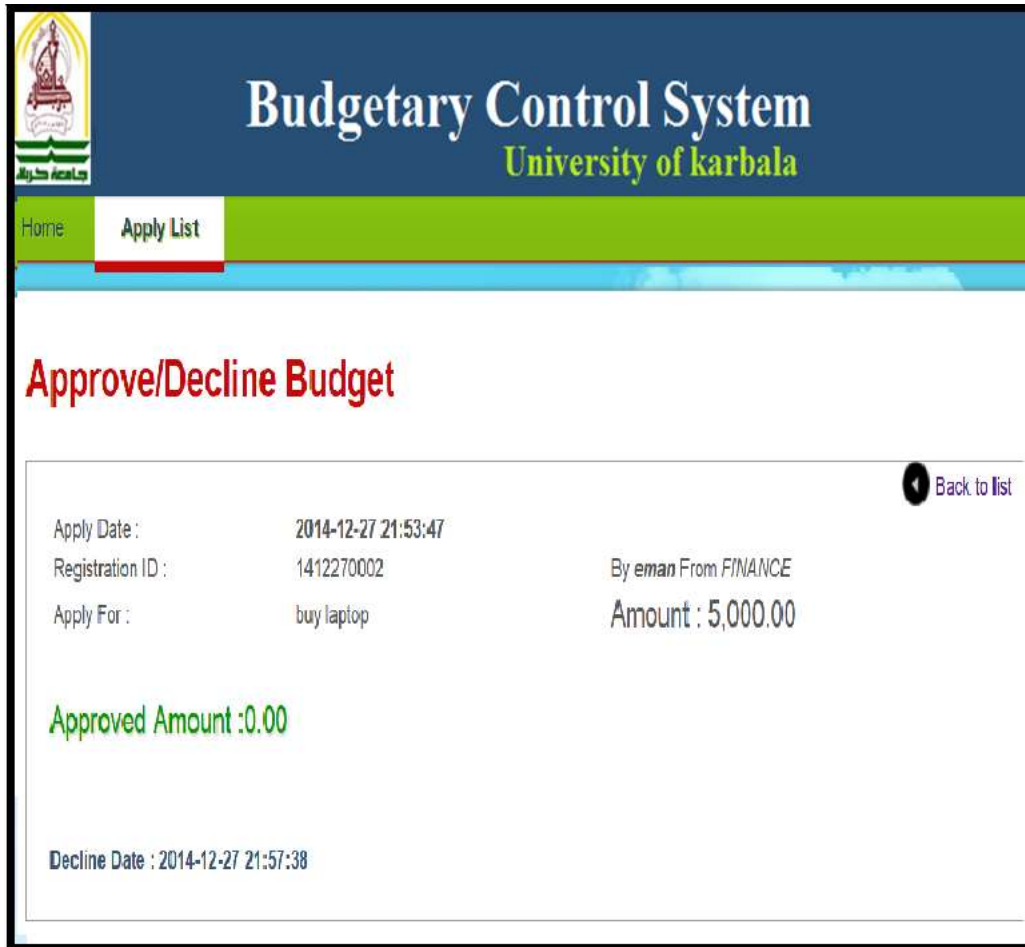 جامعة كربلاء
Budgetary Control System
University of karbala
Home Apply List
Approve/Decline Budget
Back to list
Apply Date : 2014-12-27 21:53:47
Registration ID : 1412270002 By eman From FINANCE
Apply For : buy laptop Amount : 5,000.00
Approved Amount :0.00
Decline Date : 2014-12-27 21:57:38